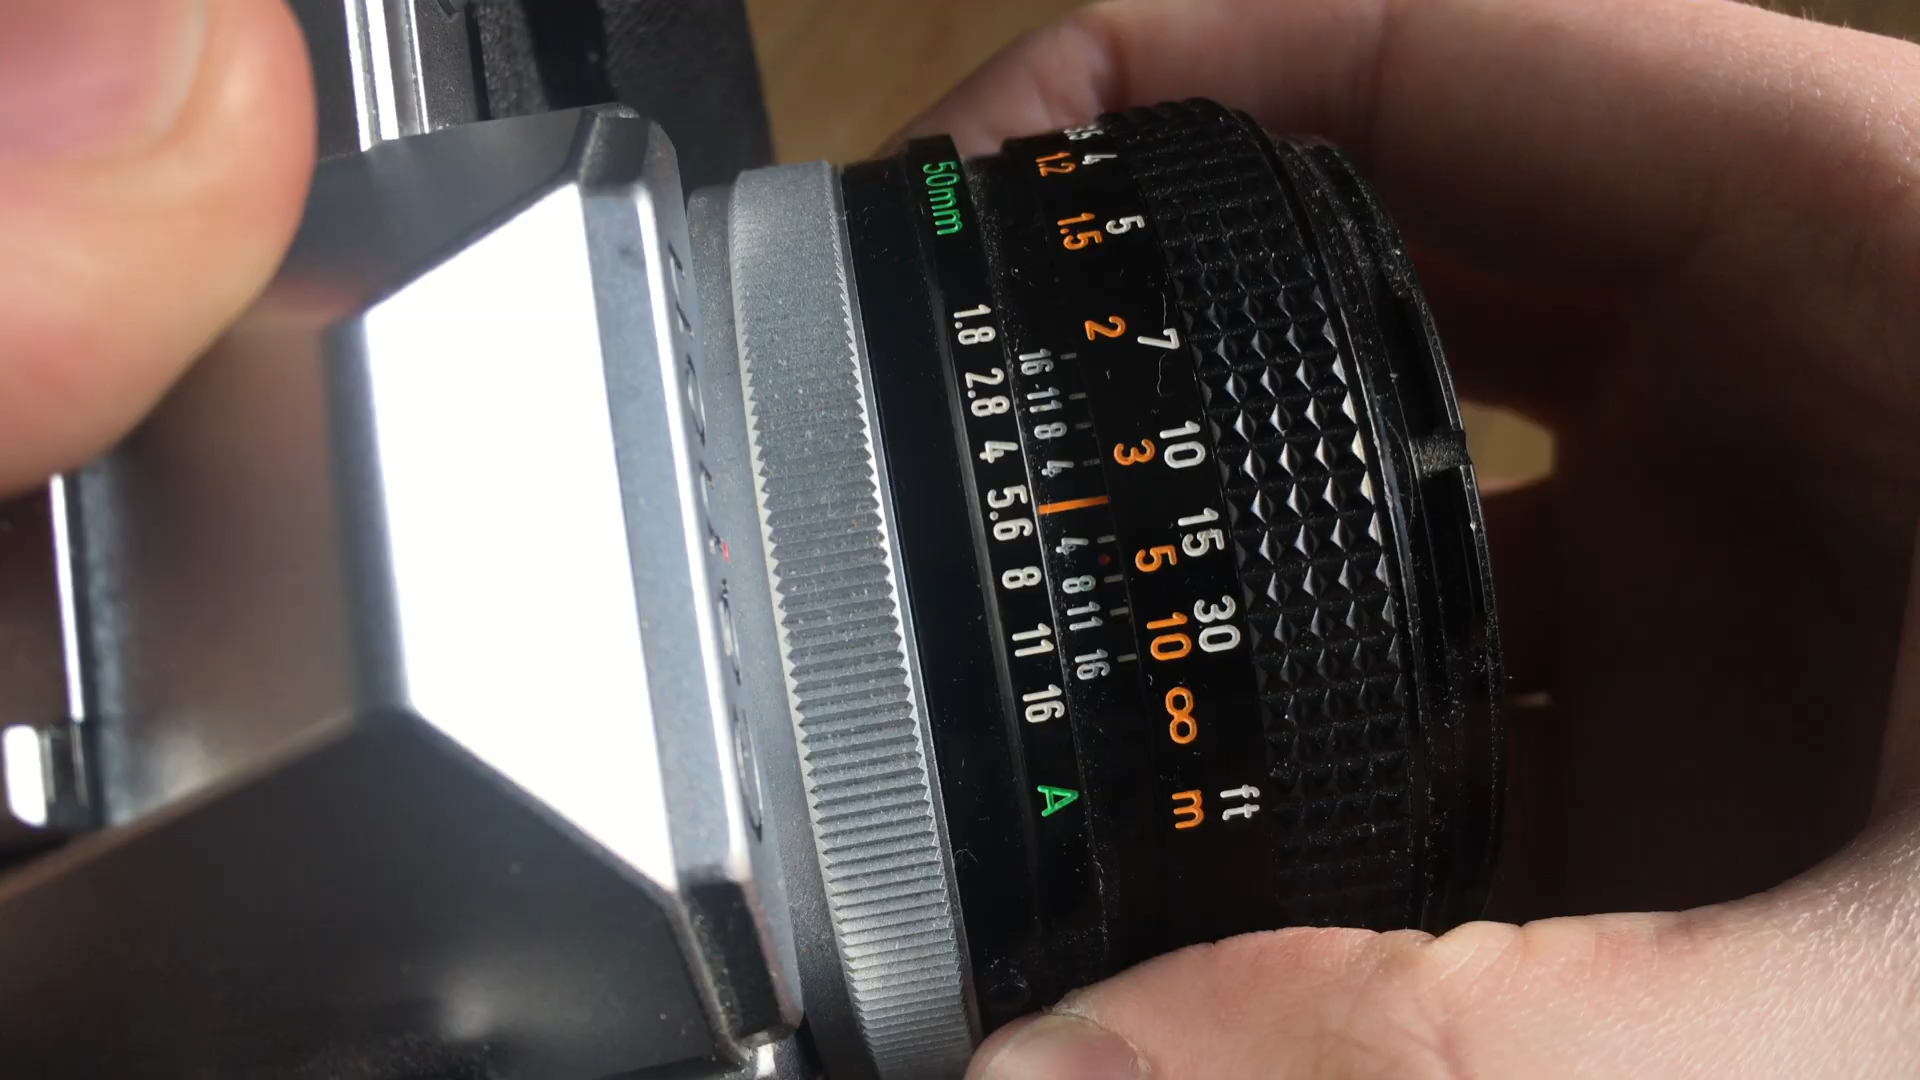 ft 30 15 10 7 5 4
m ∞ 10 5 3 2 1.5 1.2
16 11 8 4 4 8 11 16
A 16 11 8 5.6 4 2.8 1.8
50mm